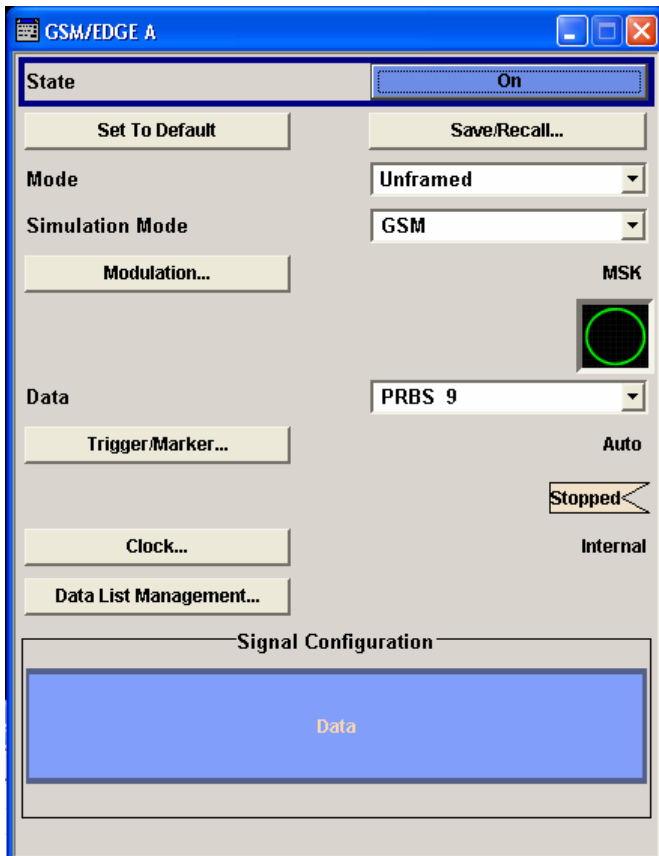 GSM/EDGE A
State On
Set To Default Save/Recall...
Mode Unframed
Simulation Mode GSM
Modulation... MSK
Data PRBS 9
Trigger/Marker... Auto
Stopped
Clock... Internal
Data List Management...
Signal Configuration
Data